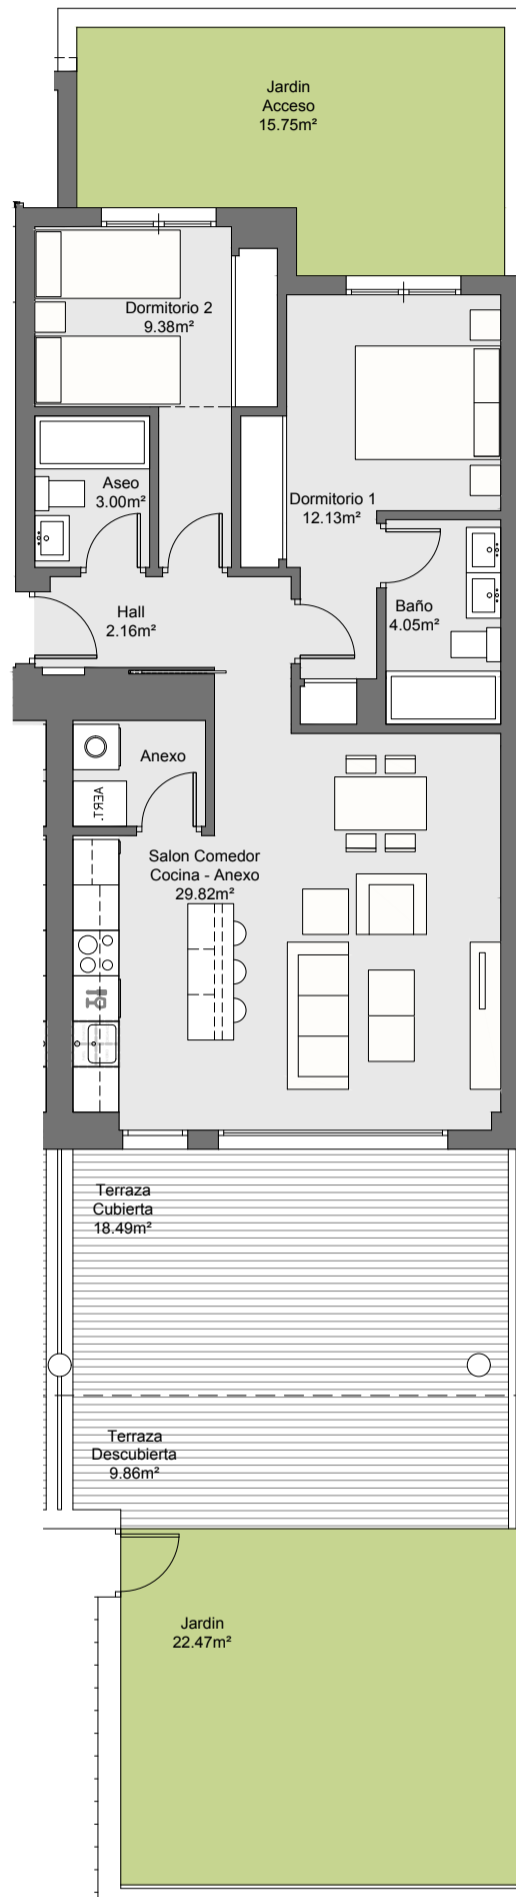 Jardin
Acceso
15.75m²
Dormitorio 2
9.38m²
Aseo
3.00m²
Dormitorio 1
12.13m²
Hall
2.16m²
Baño
4.05m²
Anexo
AERT.
Salon Comedor
Cocina - Anexo
29.82m²
Terraza
Cubierta
18.49m²
Terraza
Descubierta
9.86m²
Jardin
22.47m²